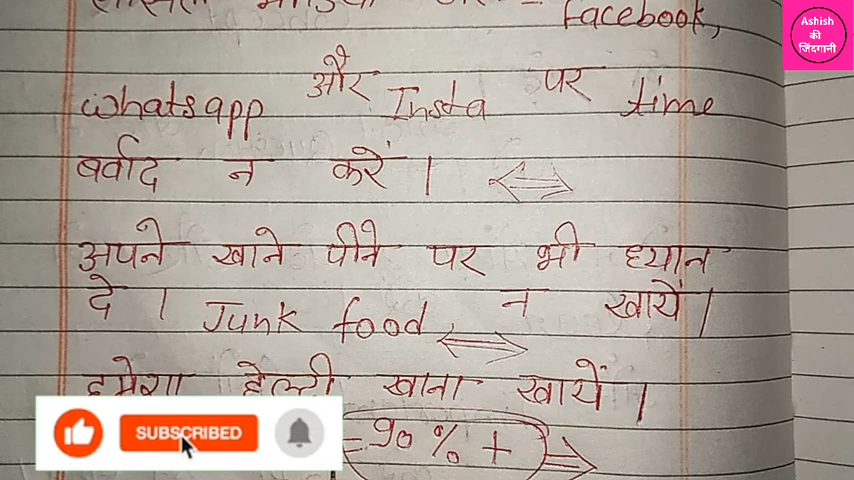 Facebook,
whatsapp और Insta पर time
बर्वाद न करें ।
अपने खाने पीने पर भी ध्यान
दे । Junk food न खायें।
हमेशा हेल्दी खाना खायें ।
90 % +
SUBSCRIBED
Ashish
की
जिंदगानी